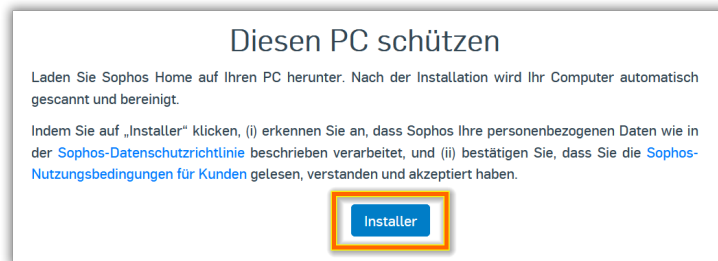 Diesen PC schützen
Laden Sie Sophos Home auf Ihren PC herunter. Nach der Installation wird Ihr Computer automatisch
gescannt und bereinigt.
Indem Sie auf „Installer“ klicken, (i) erkennen Sie an, dass Sophos Ihre personenbezogenen Daten wie in
der Sophos-Datenschutzrichtlinie beschrieben verarbeitet, und (ii) bestätigen Sie, dass Sie die Sophos-
Nutzungsbedingungen für Kunden gelesen, verstanden und akzeptiert haben.
Installer